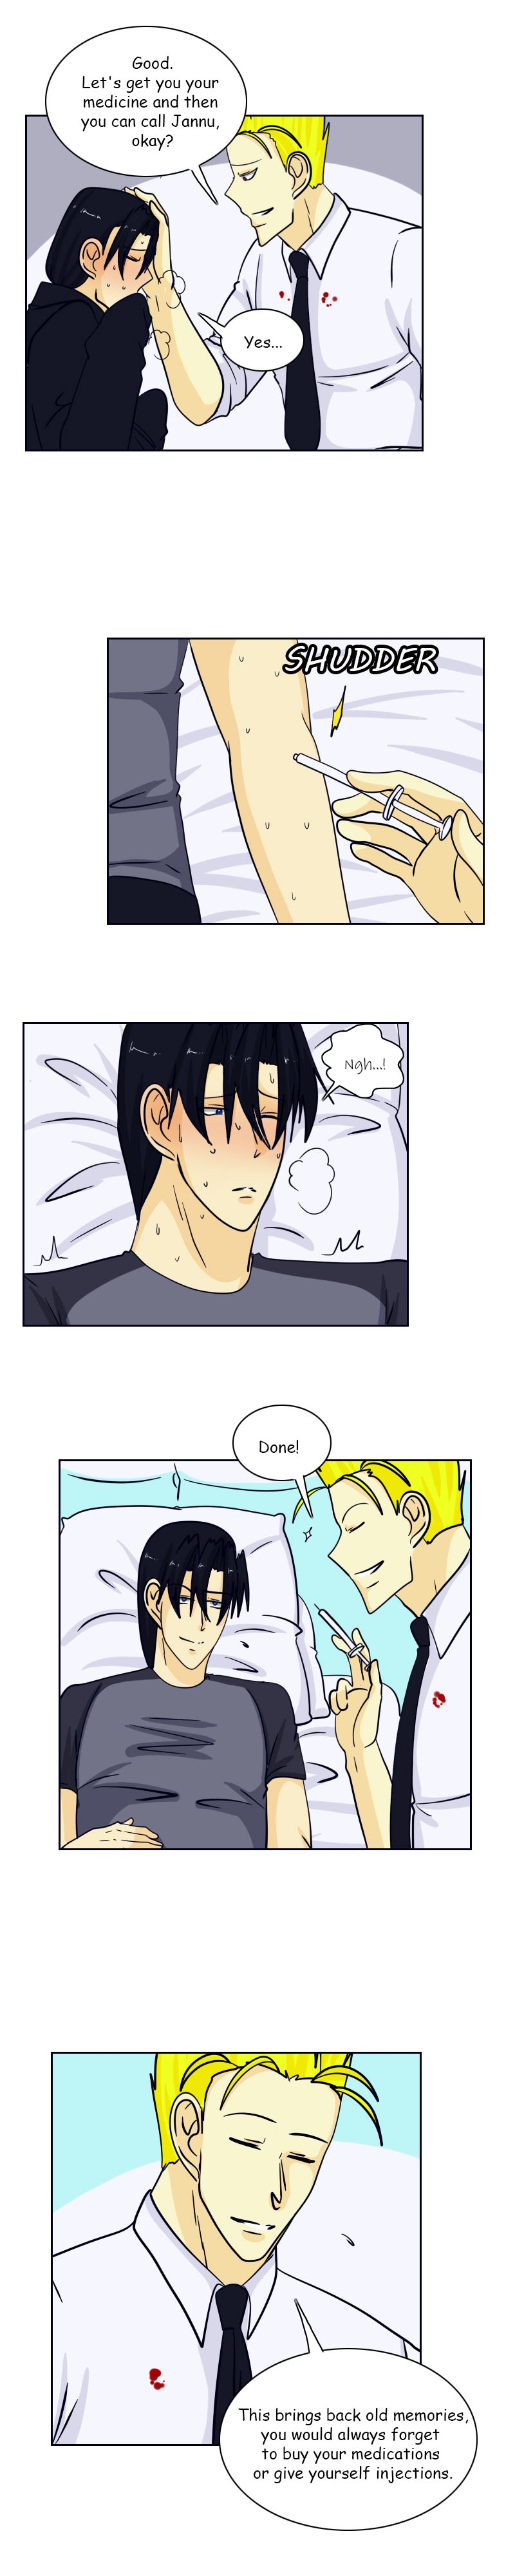 Good.
Let's get you your
medicine and then
you can call Jannu,
okay?
Yes...
SHUDDER
Ngh...!
Done!
This brings back old memories,
you would always forget
to buy your medications
or give yourself injections.